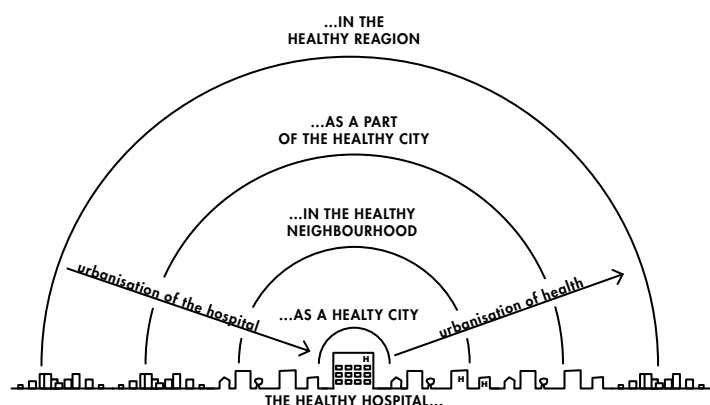 ...IN THE
HEALTHY REAGION
...AS A PART
OF THE HEALTHY CITY
...IN THE HEALTHY
NEIGHBOURHOOD
urbanisation of the hospital
urbanisation of health
...AS A HEALTY CITY
H
H
H
THE HEALTHY HOSPITAL...